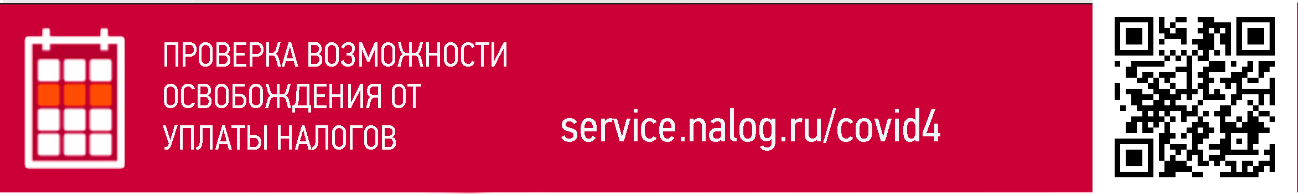 ПРОВЕРКА ВОЗМОЖНОСТИ
ОСВОБОЖДЕНИЯ ОТ
УПЛАТЫ НАЛОГОВ
service.nalog.ru/covid4